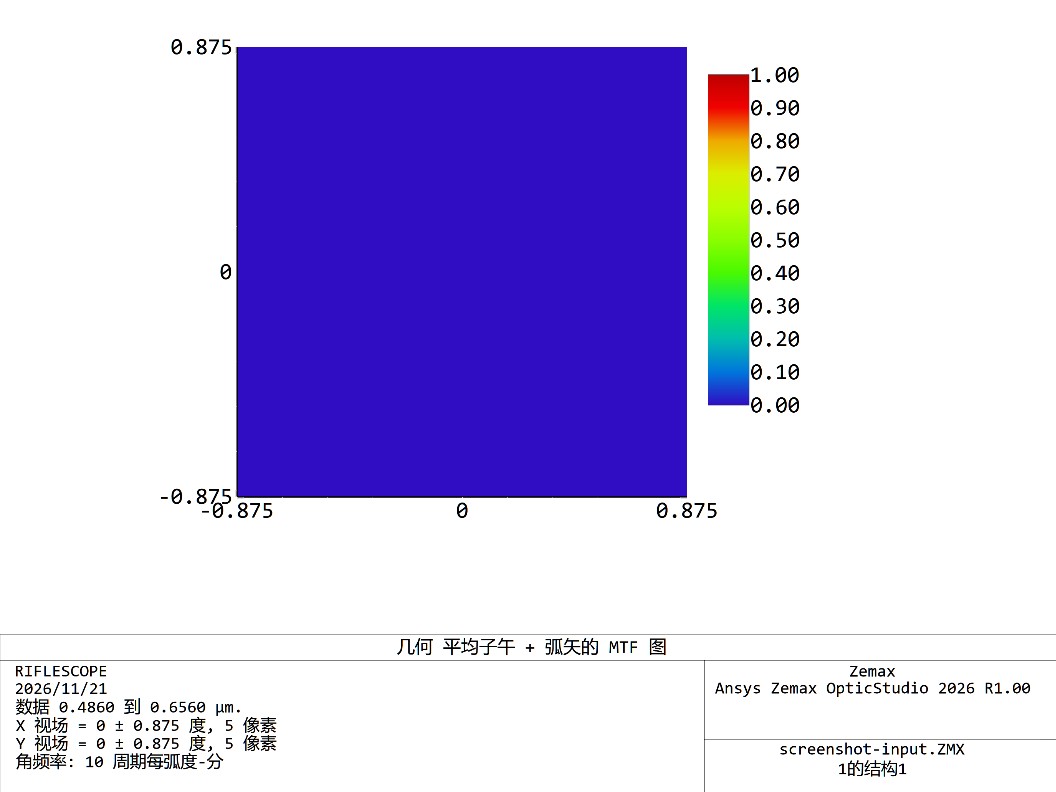 0.875
0
-0.875
-0.875
0
0.875
1.00
0.90
0.80
0.70
0.60
0.50
0.40
0.30
0.20
0.10
0.00
几何 平均子午 + 弧矢的 MTF 图
RIFLESCOPE
2026/11/21
数据 0.4860 到 0.6560 µm.
X 视场 = 0 ± 0.875 度, 5 像素
Y 视场 = 0 ± 0.875 度, 5 像素
角频率: 10 周期每弧度-分
Zemax
Ansys Zemax OpticStudio 2026 R1.00
screenshot-input.ZMX
1的结构1